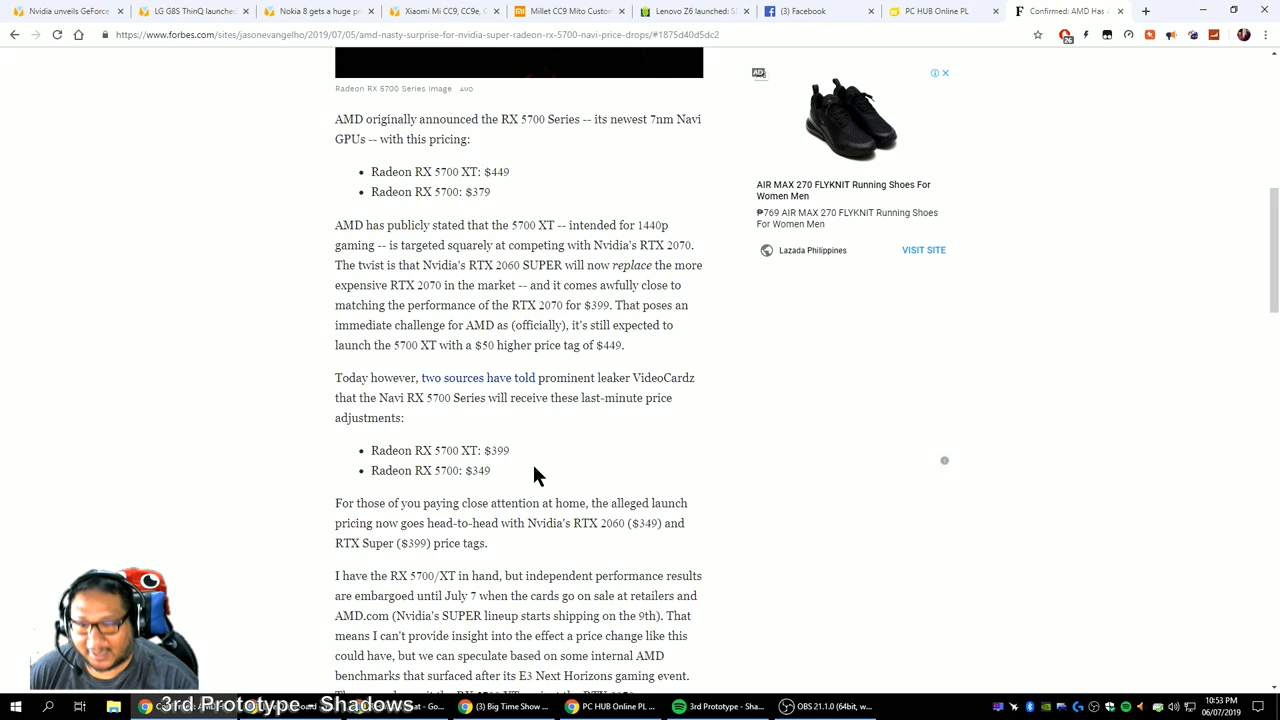 Nvidia unveils GeForce
LG G8S ThinQ launched
Nokia 8 gets a huge pr
Xiaomi Mi CC9, CC9e, C
Millet CC9 Mito Custom
Lenovo Z6 launched: S
(3) Facebook
PC HUB Online PL
Confirmed: AMD Has A
https://www.forbes.com/sites/jasonevangelho/2019/07/05/amd-nasty-surprise-for-nvidia-super-radeon-rx-5700-navi-price-drops/#1875d40d5dc2
26
Radeon RX 5700 Series Image AMD
AMD originally announced the RX 5700 Series -- its newest 7nm Navi
GPUs -- with this pricing:
• Radeon RX 5700 XT: $449
• Radeon RX 5700: $379
AMD has publicly stated that the 5700 XT -- intended for 1440p
gaming -- is targeted squarely at competing with Nvidia's RTX 2070.
The twist is that Nvidia's RTX 2060 SUPER will now replace the more
expensive RTX 2070 in the market -- and it comes awfully close to
matching the performance of the RTX 2070 for $399. That poses an
immediate challenge for AMD as (officially), it's still expected to
launch the 5700 XT with a $50 higher price tag of $449.
Today however, two sources have told prominent leaker VideoCardz
that the Navi RX 5700 Series will receive these last-minute price
adjustments:
• Radeon RX 5700 XT: $399
• Radeon RX 5700: $349
For those of you paying close attention at home, the alleged launch
pricing now goes head-to-head with Nvidia's RTX 2060 ($349) and
RTX Super ($399) price tags.
I have the RX 5700/XT in hand, but independent performance results
are embargoed until July 7 when the cards go on sale at retailers and
AMD.com (Nvidia's SUPER lineup starts shipping on the 9th). That
means I can't provide insight into the effect a price change like this
could have, but we can speculate based on some internal AMD
benchmarks that surfaced after its E3 Next Horizons gaming event.
AD
AIR MAX 270 FLYKNIT Running Shoes For
Women Men
₱769 AIR MAX 270 FLYKNIT Running Shoes
For Women Men
Lazada Philippines
VISIT SITE
3rd Prototype - Shadows
(3) Big Time Show ...
PC HUB Online PL ...
3rd Prototype - Sha...
OBS 21.1.0 (64bit, w...
10:53 PM
06/07/2019